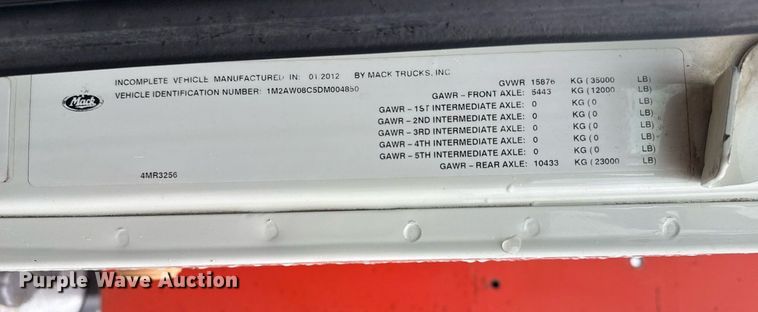 Mack
INCOMPLETE VEHICLE MANUFACTURED IN: 01 2012 BY MACK TRUCKS, INC
VEHICLE IDENTIFICATION NUMBER: 1M2AW08C5DM004850
GVWR 15876 KG (35000 LB)
GAWR - FRONT AXLE: 5443 KG (12000 LB)
GAWR - 1ST INTERMEDIATE AXLE: 0 KG (0 LB)
GAWR - 2ND INTERMEDIATE AXLE: 0 KG (0 LB)
GAWR - 3RD INTERMEDIATE AXLE: 0 KG (0 LB)
GAWR - 4TH INTERMEDIATE AXLE: 0 KG (0 LB)
GAWR - 5TH INTERMEDIATE AXLE: 0 KG (0 LB)
GAWR - REAR AXLE: 10433 KG (23000 LB)
4MR3256
Purple Wave Auction